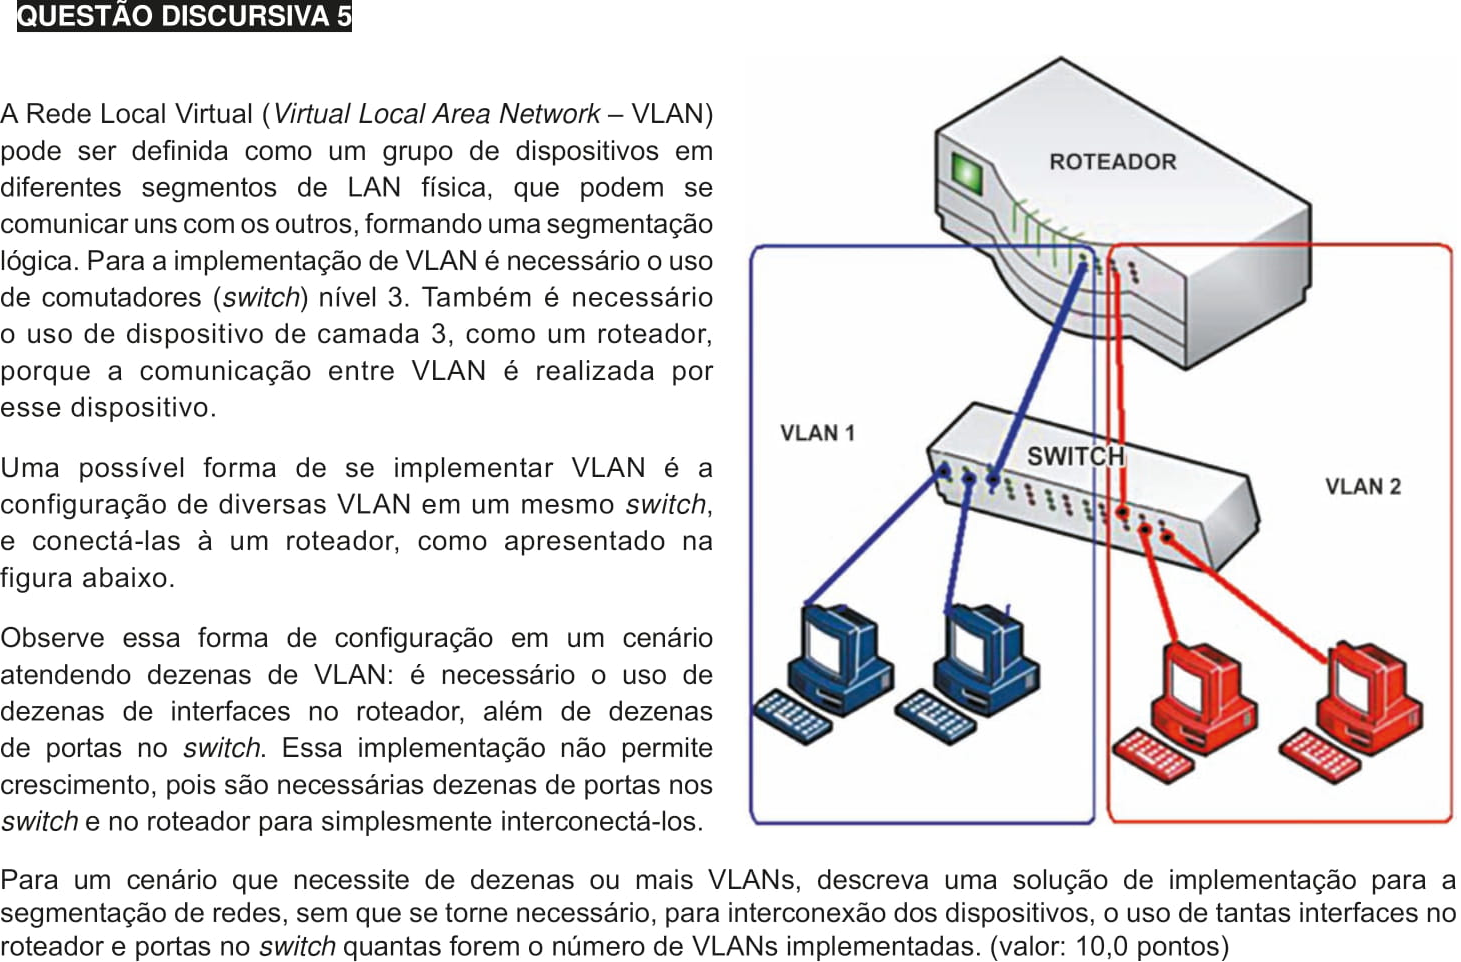 QUESTÃO DISCURSIVA 5
A Rede Local Virtual (Virtual Local Area Network – VLAN)
pode ser definida como um grupo de dispositivos em
diferentes segmentos de LAN física, que podem se
comunicar uns com os outros, formando uma segmentação
lógica. Para a implementação de VLAN é necessário o uso
de comutadores (switch) nível 3. Também é necessário
o uso de dispositivo de camada 3, como um roteador,
porque a comunicação entre VLAN é realizada por
esse dispositivo.
Uma possível forma de se implementar VLAN é a
configuração de diversas VLAN em um mesmo switch,
e conectá-las à um roteador, como apresentado na
figura abaixo.
Observe essa forma de configuração em um cenário
atendendo dezenas de VLAN: é necessário o uso de
dezenas de interfaces no roteador, além de dezenas
de portas no switch. Essa implementação não permite
crescimento, pois são necessárias dezenas de portas nos
switch e no roteador para simplesmente interconectá-los.
ROTEADOR
VLAN 1
SWITCH
VLAN 2
Para um cenário que necessite de dezenas ou mais VLANs, descreva uma solução de implementação para a
segmentação de redes, sem que se torne necessário, para interconexão dos dispositivos, o uso de tantas interfaces no
roteador e portas no switch quantas forem o número de VLANs implementadas. (valor: 10,0 pontos)